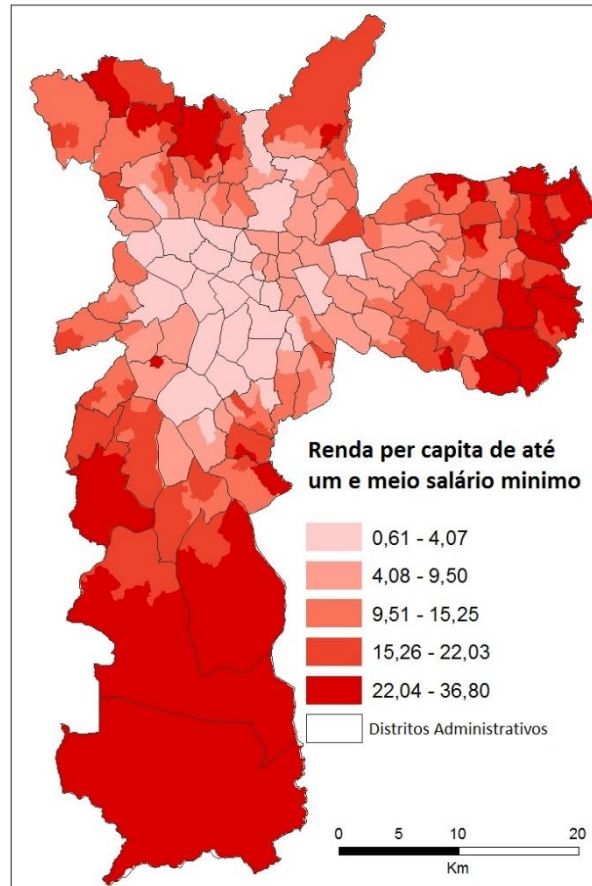 Renda per capita de até
um e meio salário minimo
0,61 - 4,07
4,08 - 9,50
9,51 - 15,25
15,26 - 22,03
22,04 - 36,80
Distritos Administrativos
0 5 10 20
Km